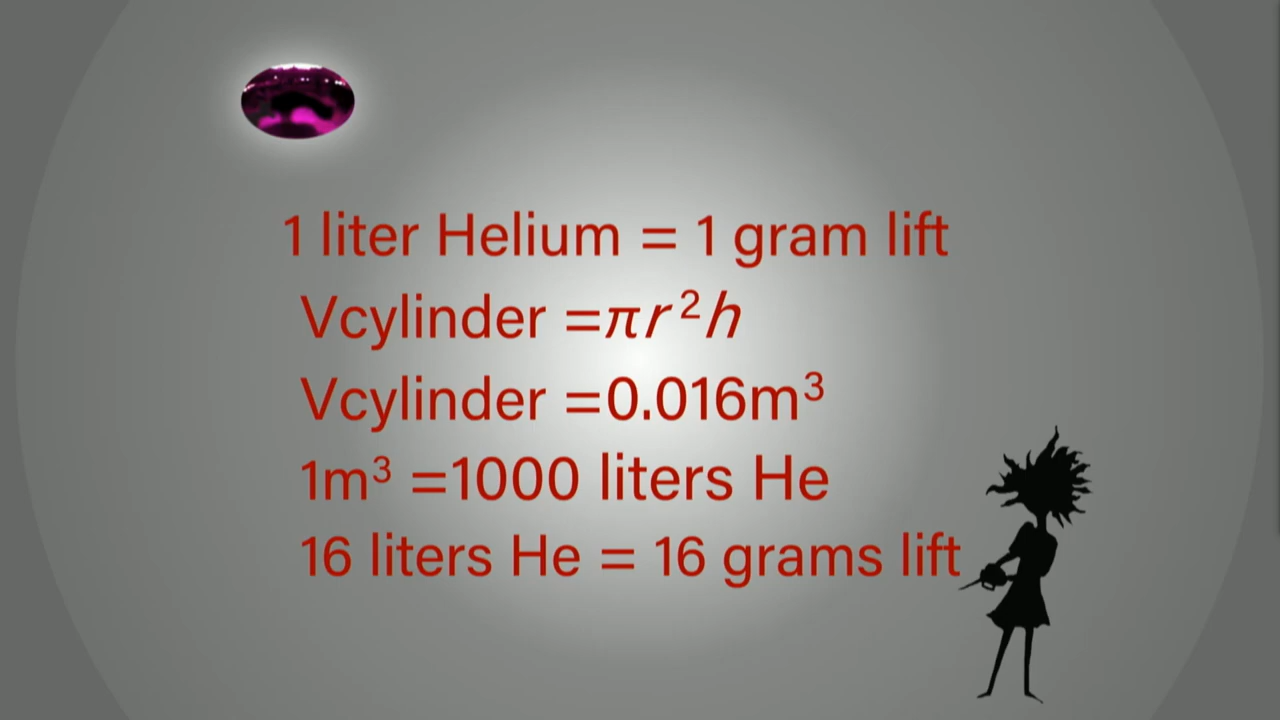 1 liter Helium = 1 gram lift
Vcylinder =πr²h
Vcylinder =0.016m³
1m³ =1000 liters He
16 liters He = 16 grams lift